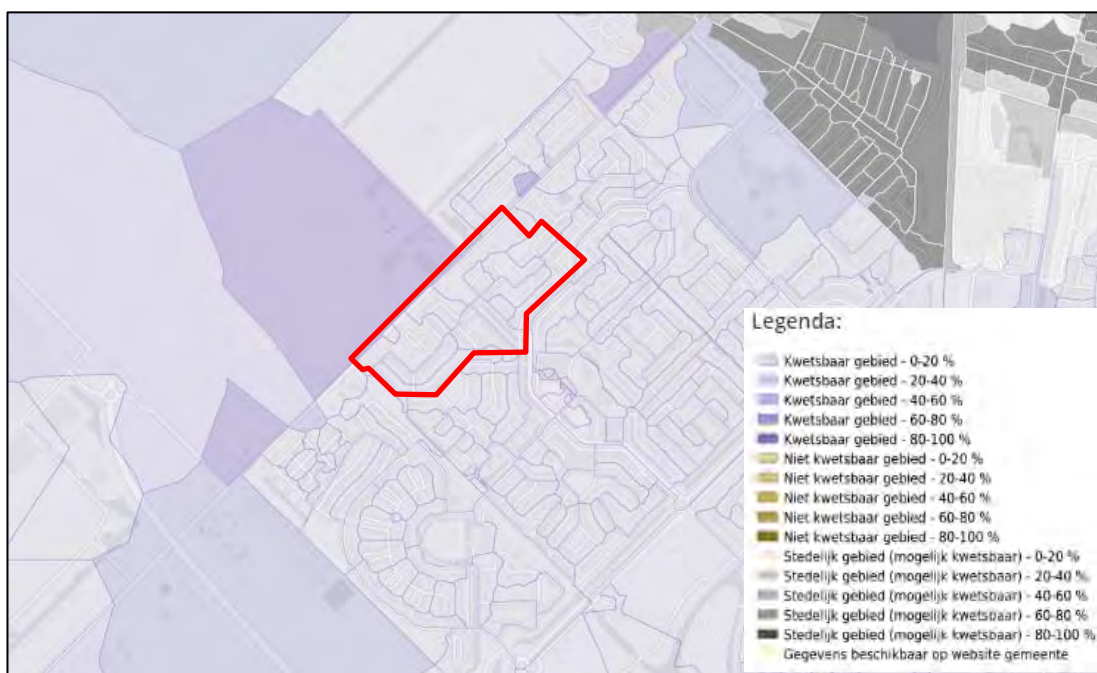 Legenda:
Kwetsbaar gebied - 0-20 %
Kwetsbaar gebied - 20-40 %
Kwetsbaar gebied - 40-60 %
Kwetsbaar gebied - 60-80 %
Kwetsbaar gebied - 80-100 %
Niet kwetsbaar gebied - 0-20 %
Niet kwetsbaar gebied - 20-40 %
Niet kwetsbaar gebied - 40-60 %
Niet kwetsbaar gebied - 60-80 %
Niet kwetsbaar gebied - 80-100 %
Stedelijk gebied (mogelijk kwetsbaar) - 0-20 %
Stedelijk gebied (mogelijk kwetsbaar) - 20-40 %
Stedelijk gebied (mogelijk kwetsbaar) - 40-60 %
Stedelijk gebied (mogelijk kwetsbaar) - 60-80 %
Stedelijk gebied (mogelijk kwetsbaar) - 80-100 %
Gegevens beschikbaar op website gemeente